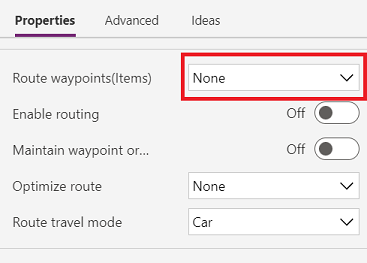 Properties Advanced Ideas
Route waypoints(Items) None
Enable routing Off
Maintain waypoint or... Off
Optimize route None
Route travel mode Car